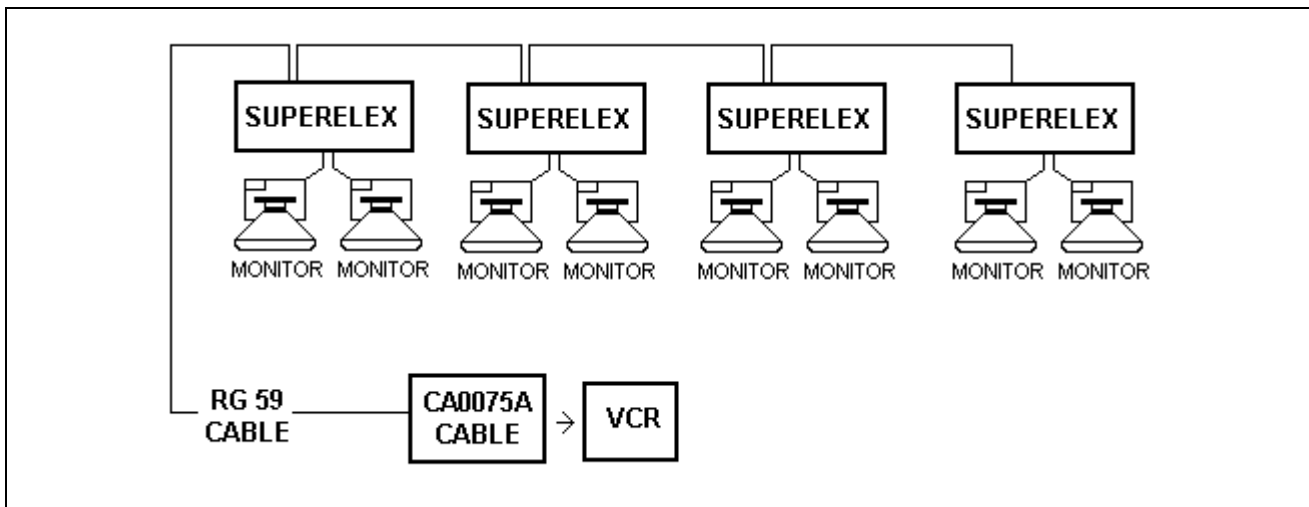 SUPERELEX SUPERELEX SUPERELEX SUPERELEX
MONITOR MONITOR MONITOR MONITOR MONITOR MONITOR MONITOR MONITOR
RG 59
CABLE
CA0075A
CABLE
VCR